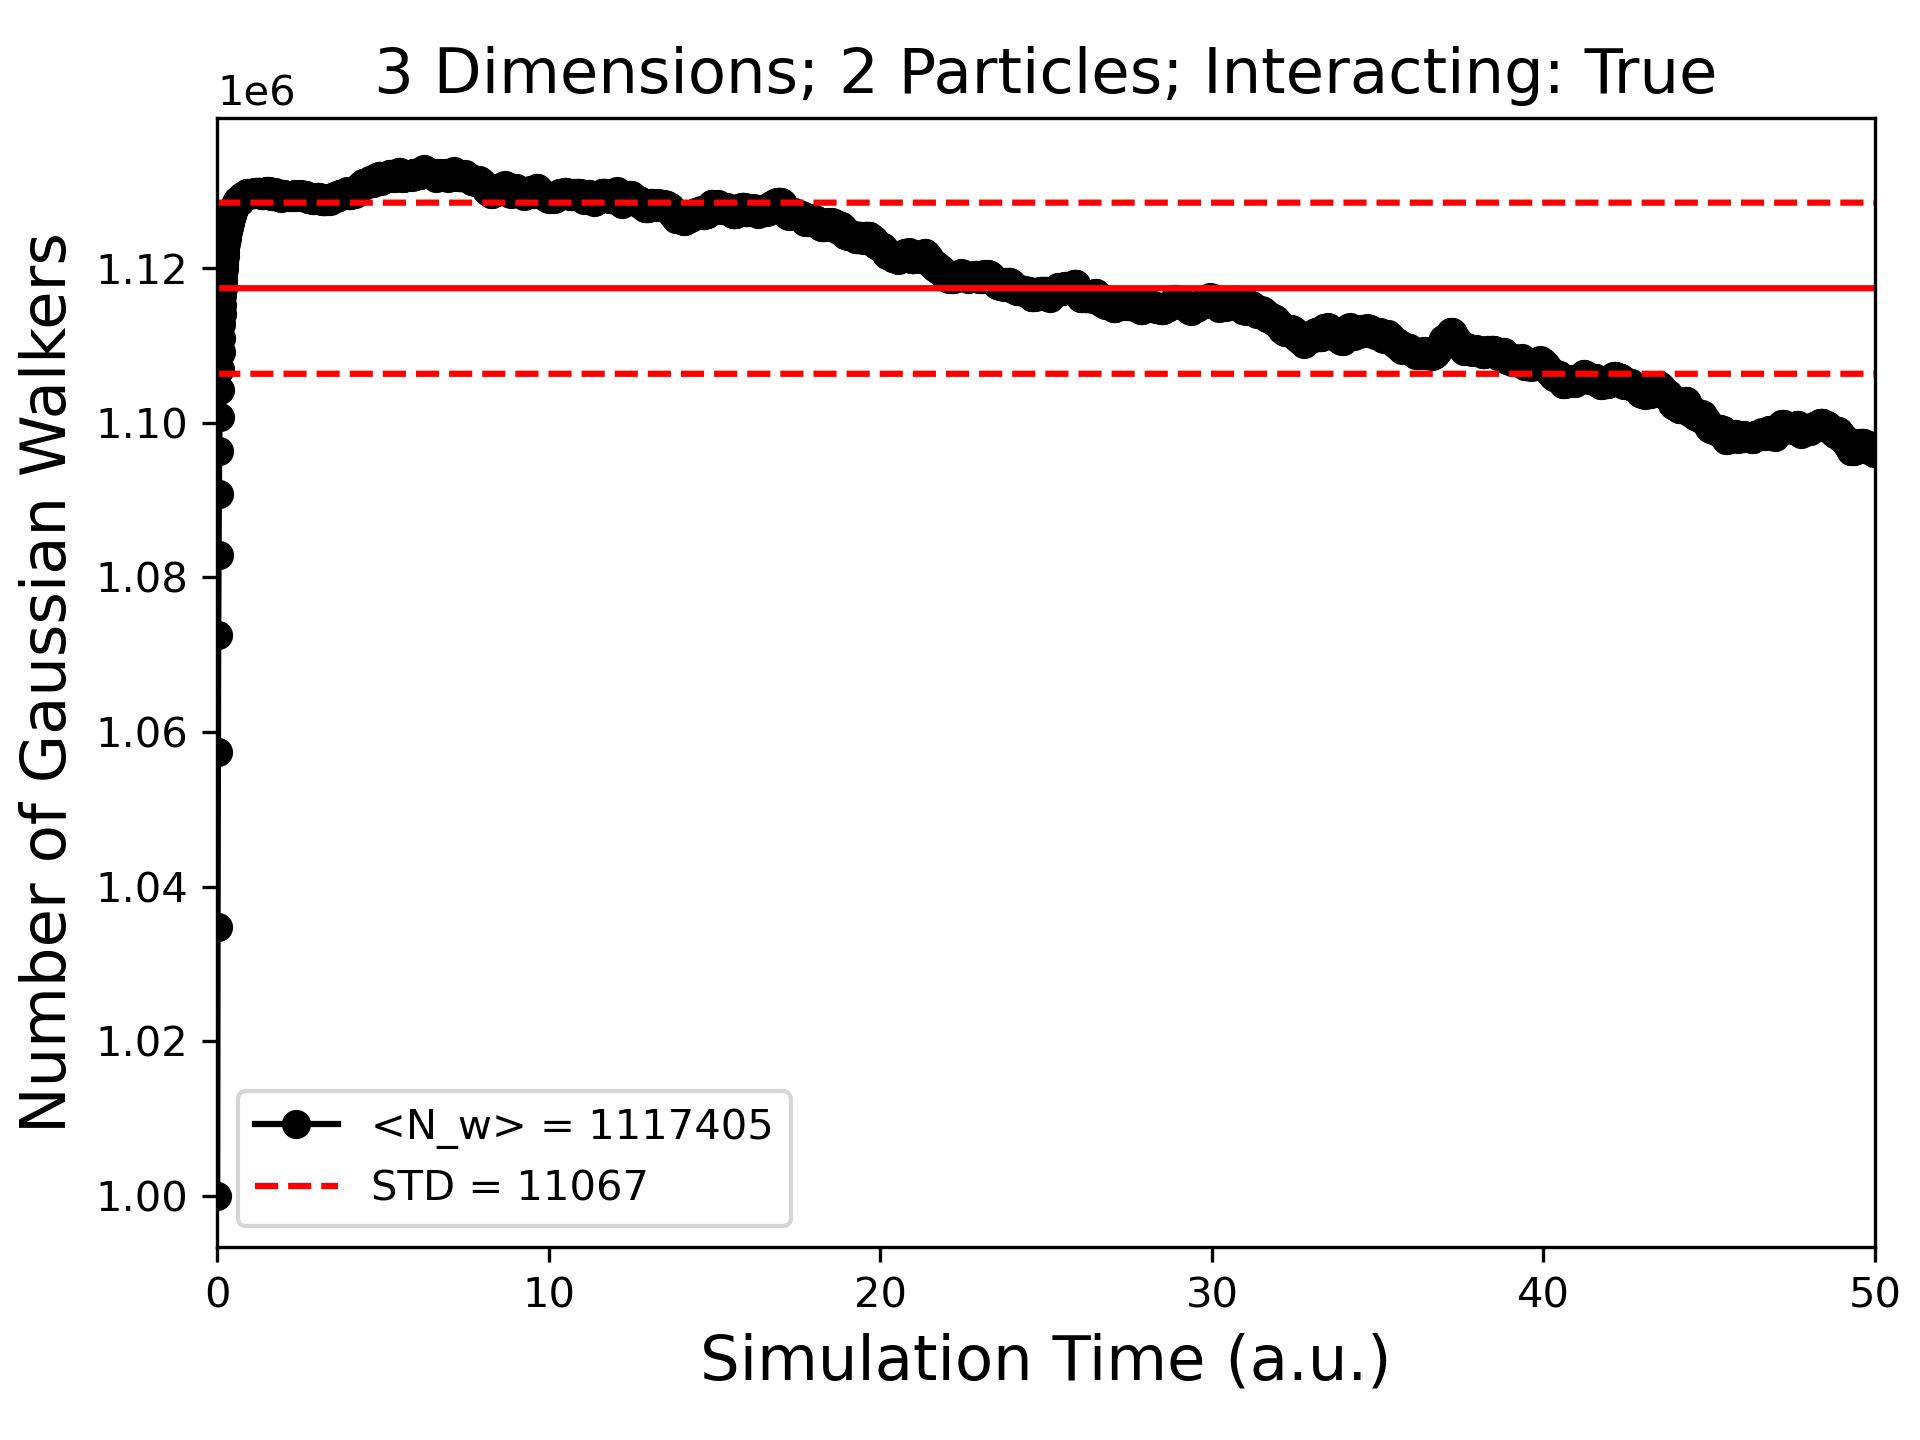 3 Dimensions; 2 Particles; Interacting: True
1e6
Number of Gaussian Walkers
1.12
1.10
1.08
1.06
1.04
1.02
1.00
<N_w> = 1117405
STD = 11067
0 10 20 30 40 50
Simulation Time (a.u.)